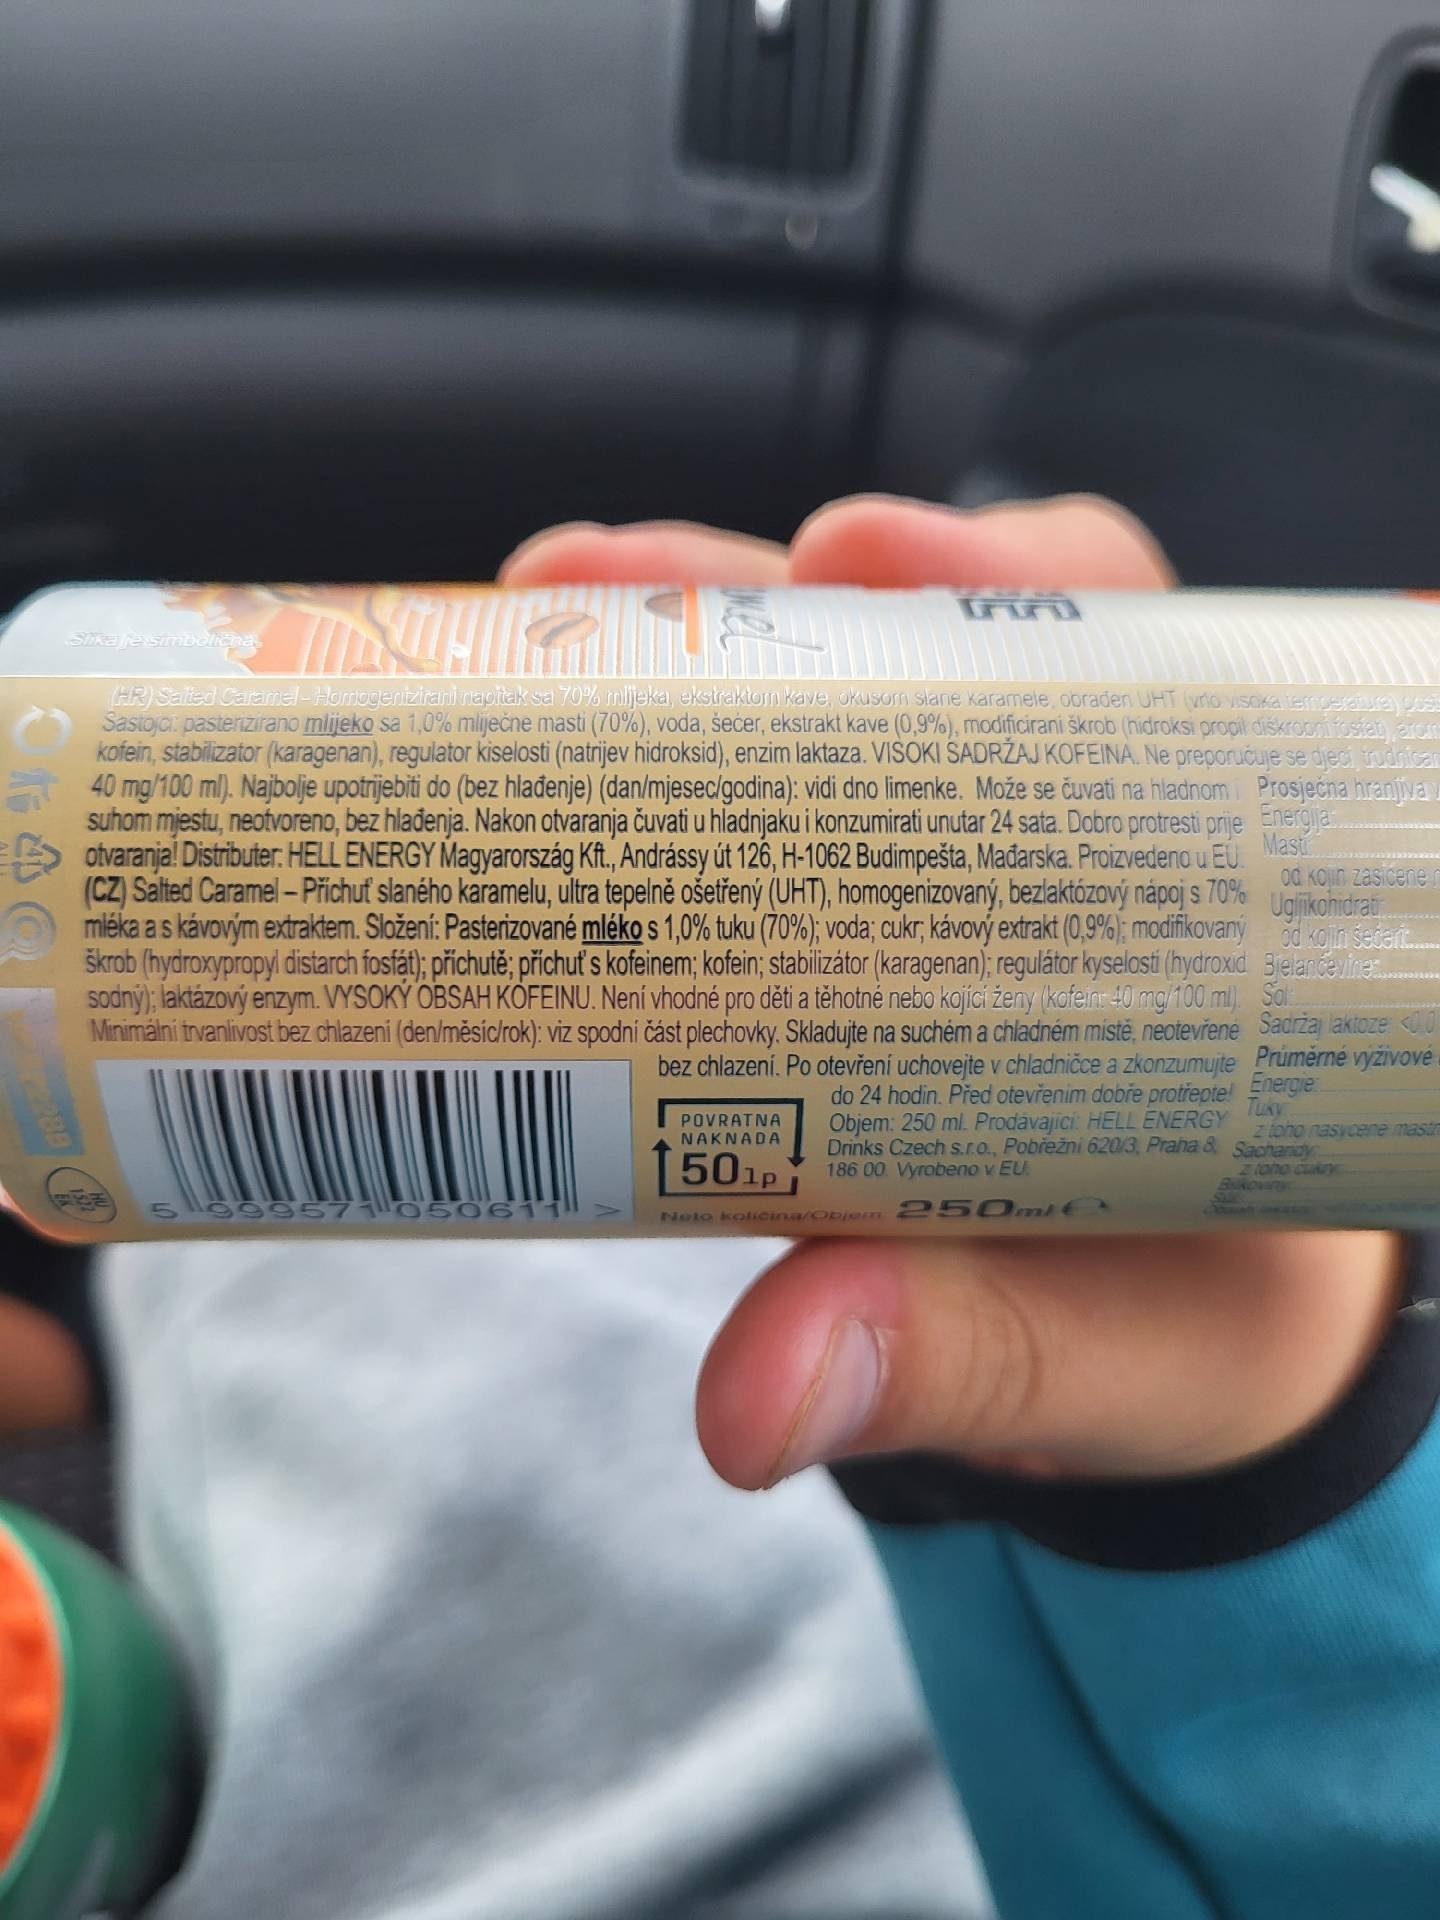 Slika je simbolična.
(HR) Salted Caramel - Homogenizirani napitak sa 70% mlijeka, ekstraktom kave, okusom slane karamele, obrađen UHT (vrlo visoka temperatura)
Sastojci: pasterizirano mlijeko sa 1,0% mliječne masti (70%), voda, šećer, ekstrakt kave (0,9%), modificirani škrob (hidroksi propil diškrobni fosfat),
kofein, stabilizator (karagenan), regulator kiselosti (natrijev hidroksid), enzim laktaza. VISOKI SADRŽAJ KOFEINA. Ne preporučuje se djeci,
40 mg/100 ml). Najbolje upotrijebiti do (bez hlađenje) (dan/mjesec/godina): vidi dno limenke. Može se čuvati na hladnom i
suhom mjestu, neotvoreno, bez hlađenja. Nakon otvaranja čuvati u hladnjaku i konzumirati unutar 24 sata. Dobro protresti prije
otvaranja! Distributer: HELL ENERGY Magyarország Kft., Andrássy út 126, H-1062 Budimpešta, Mađarska. Proizvedeno u EU.
(CZ) Salted Caramel – Příchuť slaného karamelu, ultra tepelně ošetřený (UHT), homogenizovaný, bezlaktózový nápoj s 70%
mléka a s kávovým extraktem. Složení: Pasterizované mléko s 1,0% tuku (70%); voda; cukr; kávový extrakt (0,9%); modifikovaný
škrob (hydroxypropyl distarch fosfát); příchutě; příchuť s kofeinem; kofein; stabilizátor (karagenan); regulátor kyselosti (hydroxid
sodný); laktázový enzym. VYSOKÝ OBSAH KOFEINU. Není vhodné pro děti a těhotné nebo kojící ženy (kofein: 40 mg/100 ml).
Minimální trvanlivost bez chlazení (den/měsíc/rok): viz spodní část plechovky. Skladujte na suchém a chladném místě, neotevřené
bez chlazení. Po otevření uchovejte v chladničce a zkonzumujte
do 24 hodin. Před otevřením dobře protřepte!
Objem: 250 ml. Prodávající: HELL ENERGY
Drinks Czech s.r.o., Pobřežní 620/3, Praha 8,
186 00. Vyrobeno v EU.
POVRATNA
NAKNADA
50 lp
5 999571 050611 >
Neto količina/Objem: 250ml e
Prosječna hranjiva
Energija:
Masti:
od kojih zasićene
Ugljikohidrati:
od kojih šećeri:
Bjelančevine:
Sol:
Sadržaj laktoze: <0,0
Průměrné výživové
Energie:
Tuky:
z toho nasycené mastn
Sacharidy:
z toho cukry:
Bílkoviny:
Sůl: